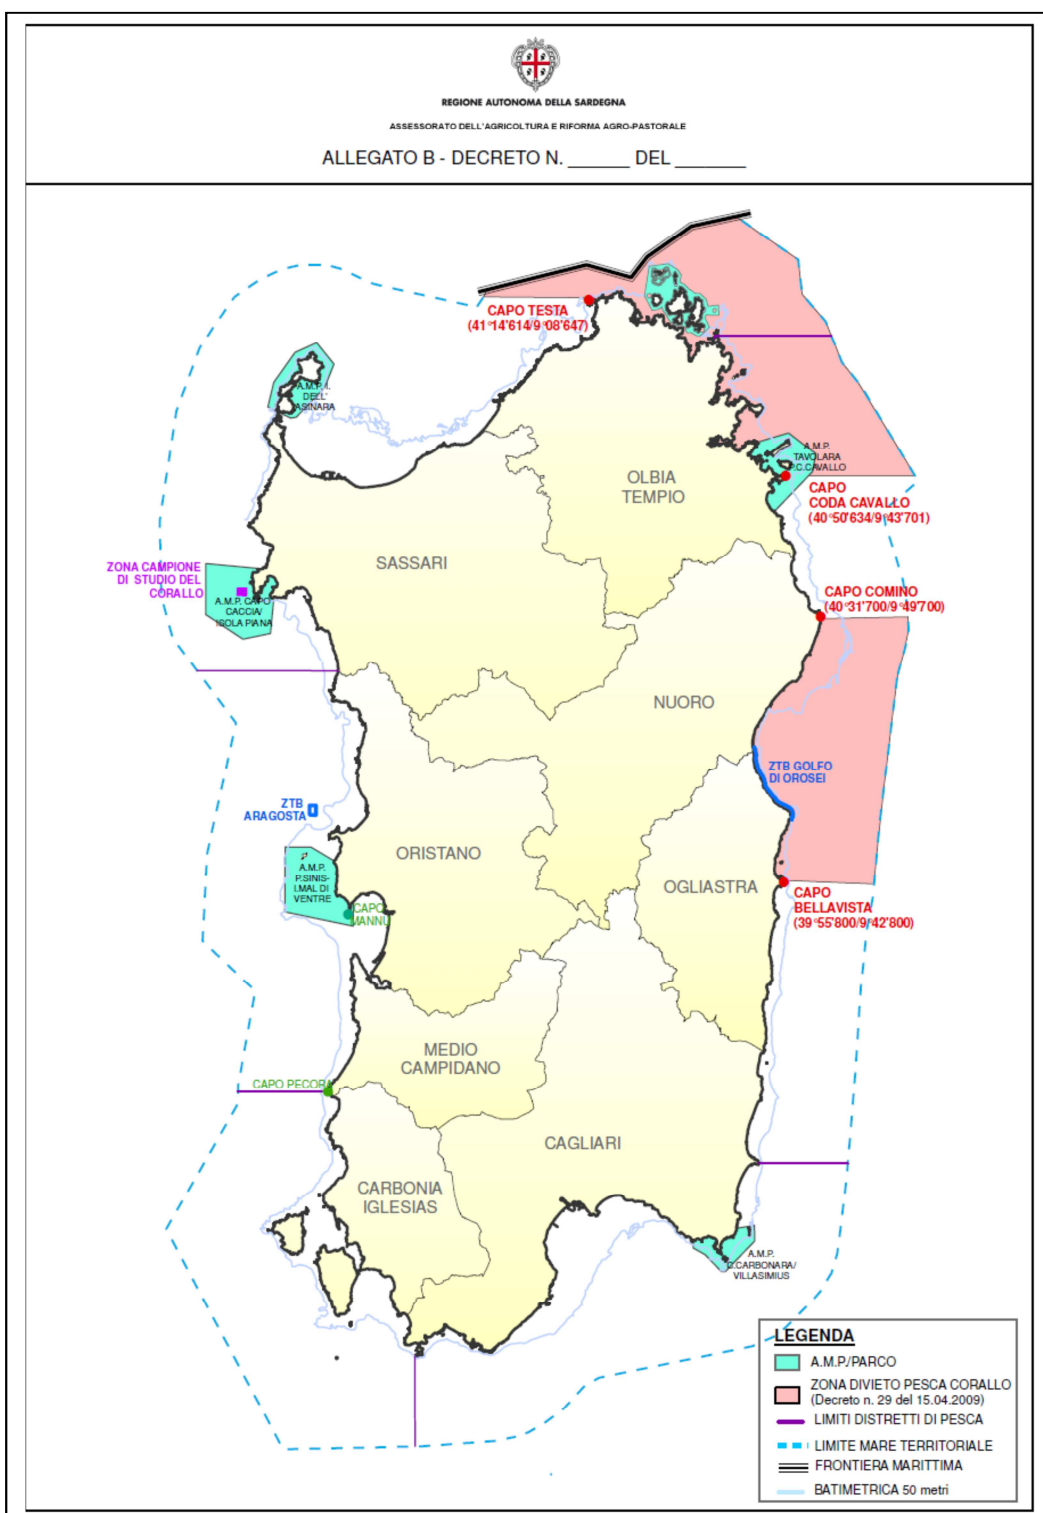 REGIONE AUTONOMA DELLA SARDEGNA
ASSESSORATO DELL'AGRICOLTURA E RIFORMA AGRO-PASTORALE
ALLEGATO B - DECRETO N. ______ DEL _______
CAPO TESTA
(41°14'614/9°08'647)
A.M.P. I.
DELL'
ASINARA
A.M.P.
TAVOLARA
P.C.CAVALLO
OLBIA
TEMPIO
CAPO
CODA CAVALLO
(40°50'634/9°43'701)
SASSARI
ZONA CAMPIONE
DI STUDIO DEL
CORALLO
A.M.P. CAPO
CACCIA/
ISOLA PIANA
CAPO COMINO
(40°31'700/9°49'700)
NUORO
ZTB GOLFO
DI OROSEI
ZTB
ARAGOSTA
ORISTANO
A.M.P.
P.SINIS-
I.MAL DI
VENTRE
CAPO
MANNU
OGLIASTRA
CAPO
BELLAVISTA
(39°55'800/9°42'800)
MEDIO
CAMPIDANO
CAPO PECORA
CAGLIARI
CARBONIA
IGLESIAS
A.M.P.
C.CARBONARA/
VILLASIMIUS
LEGENDA
A.M.P/PARCO
ZONA DIVIETO PESCA CORALLO
(Decreto n. 29 del 15.04.2009)
LIMITI DISTRETTI DI PESCA
LIMITE MARE TERRITORIALE
FRONTIERA MARITTIMA
BATIMETRICA 50 metri